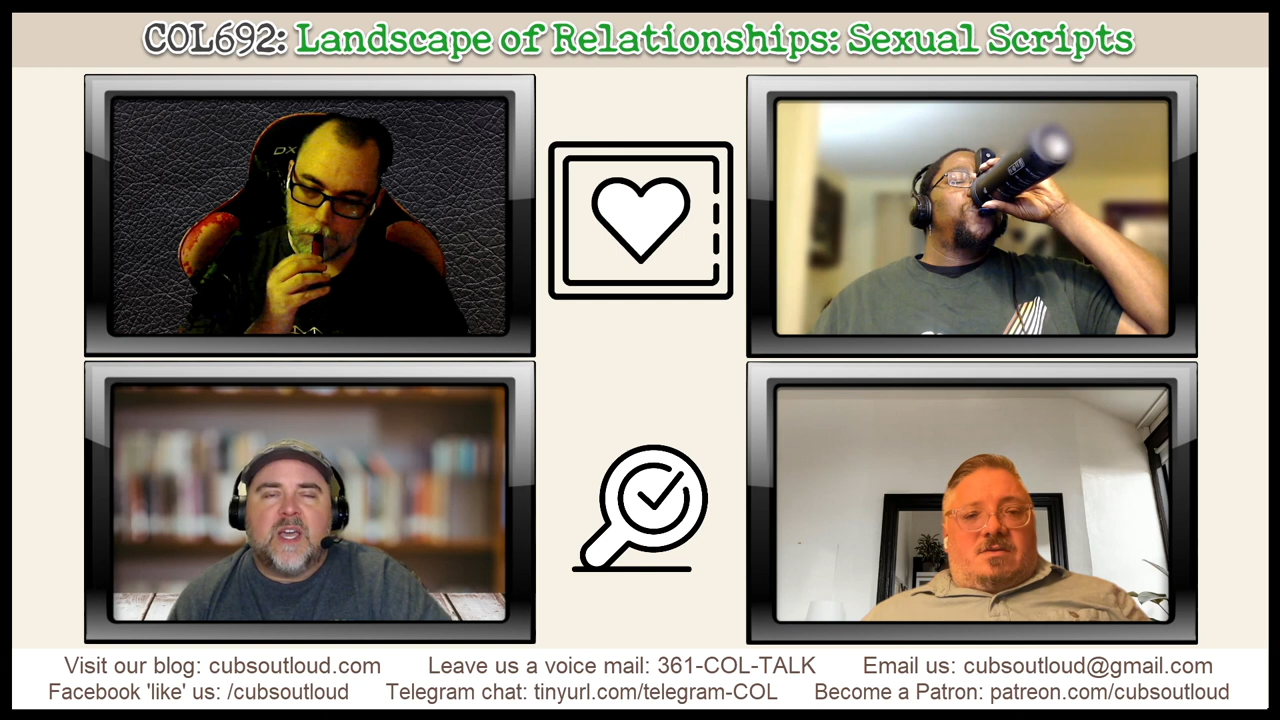 COL692: Landscape of Relationships: Sexual Scripts
DX
Visit our blog: cubsoutloud.com Leave us a voice mail: 361-COL-TALK Email us: cubsoutloud@gmail.com
Facebook 'like' us: /cubsoutloud Telegram chat: tinyurl.com/telegram-COL Become a Patron: patreon.com/cubsoutloud